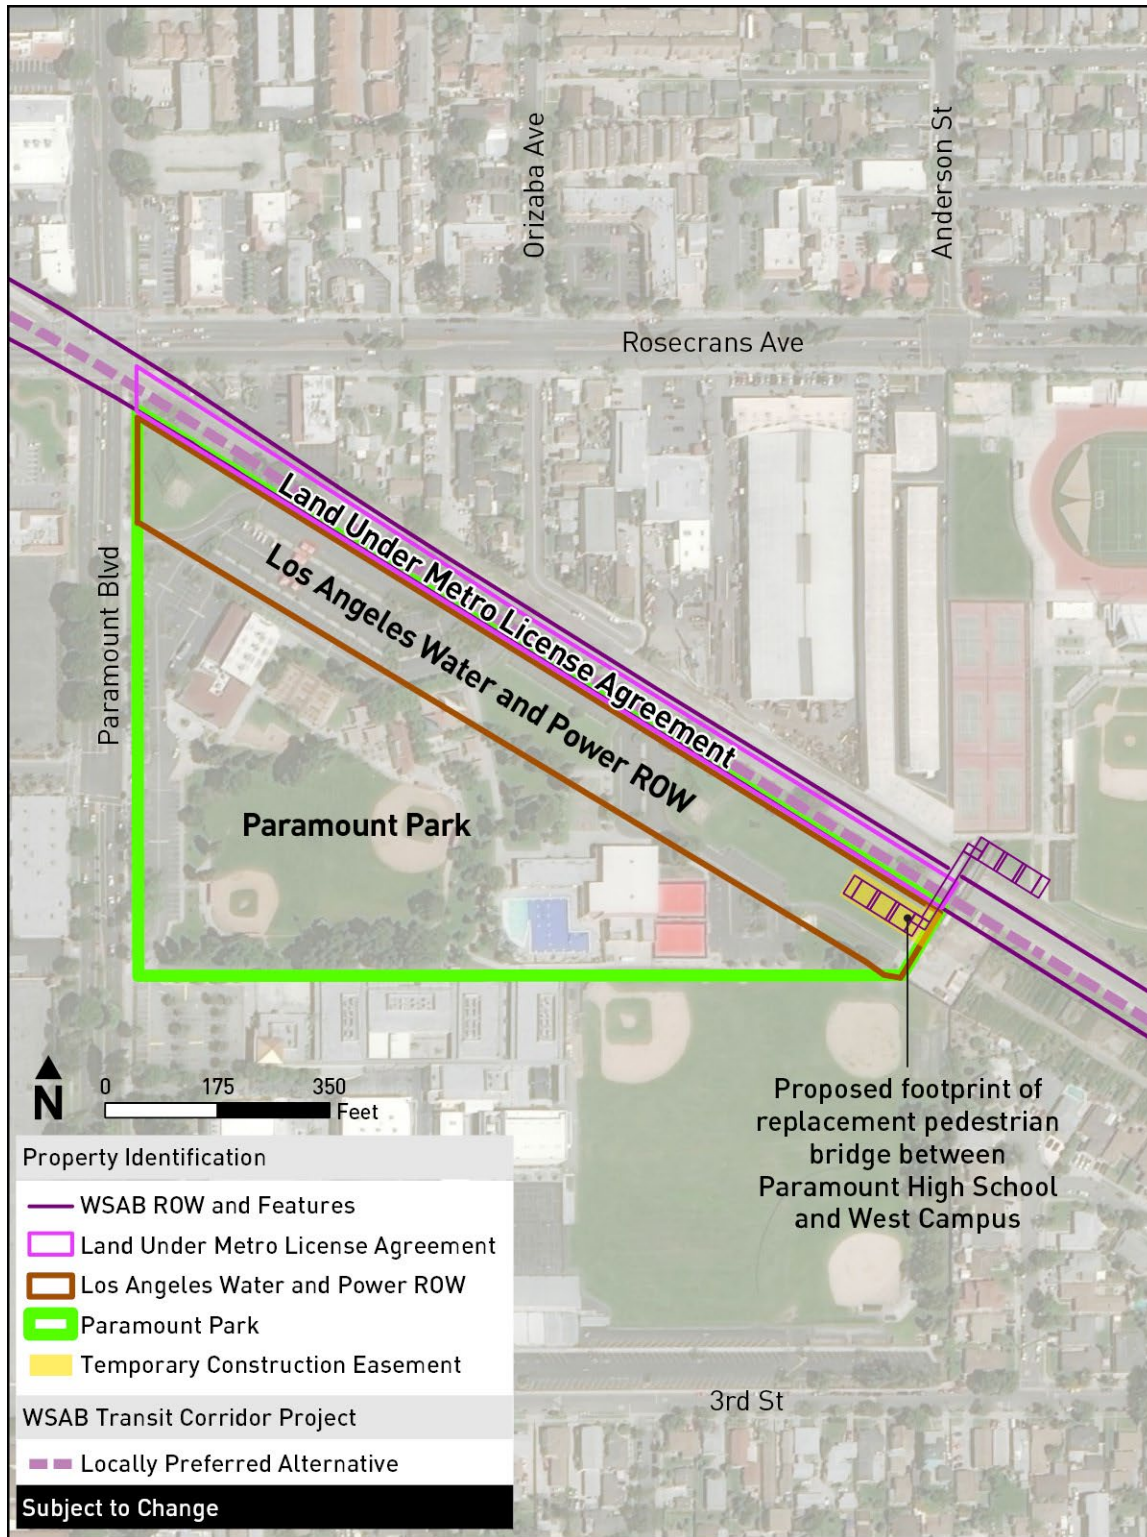 Orizaba Ave
Anderson St
Rosecrans Ave
Land Under Metro License Agreement
Los Angeles Water and Power ROW
Paramount Blvd
Paramount Park
N
0 175 350
Feet
Proposed footprint of
replacement pedestrian
bridge between
Paramount High School
and West Campus
Property Identification
WSAB ROW and Features
Land Under Metro License Agreement
Los Angeles Water and Power ROW
Paramount Park
Temporary Construction Easement
WSAB Transit Corridor Project
Locally Preferred Alternative
Subject to Change
3rd St